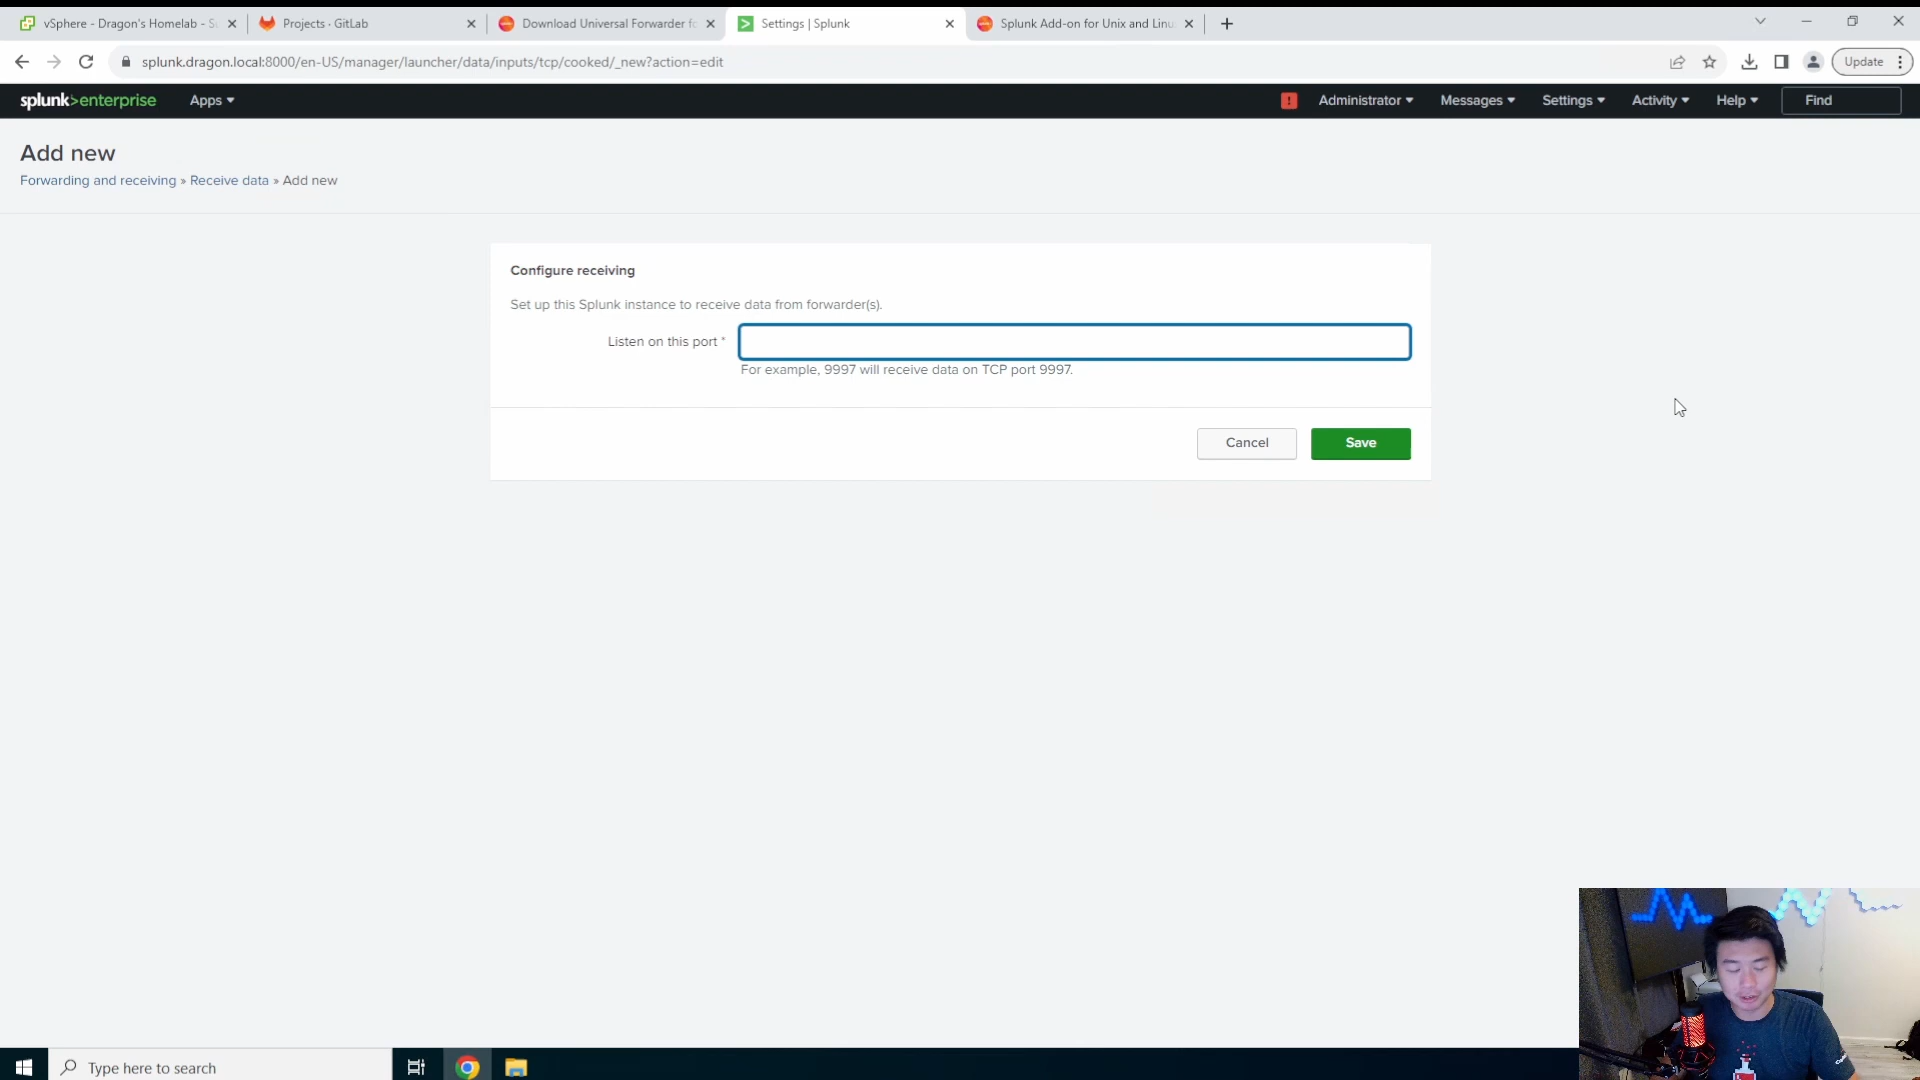 vSphere - Dragon's Homelab - S
Projects · GitLab
Download Universal Forwarder fo
Settings | Splunk
Splunk Add-on for Unix and Linu
splunk.dragon.local:8000/en-US/manager/launcher/data/inputs/tcp/cooked/_new?action=edit
Update
splunk>enterprise
Apps
Administrator
Messages
Settings
Activity
Help
Find
Add new
Forwarding and receiving » Receive data » Add new
Configure receiving
Set up this Splunk instance to receive data from forwarder(s).
Listen on this port *
For example, 9997 will receive data on TCP port 9997.
Cancel
Save
Type here to search